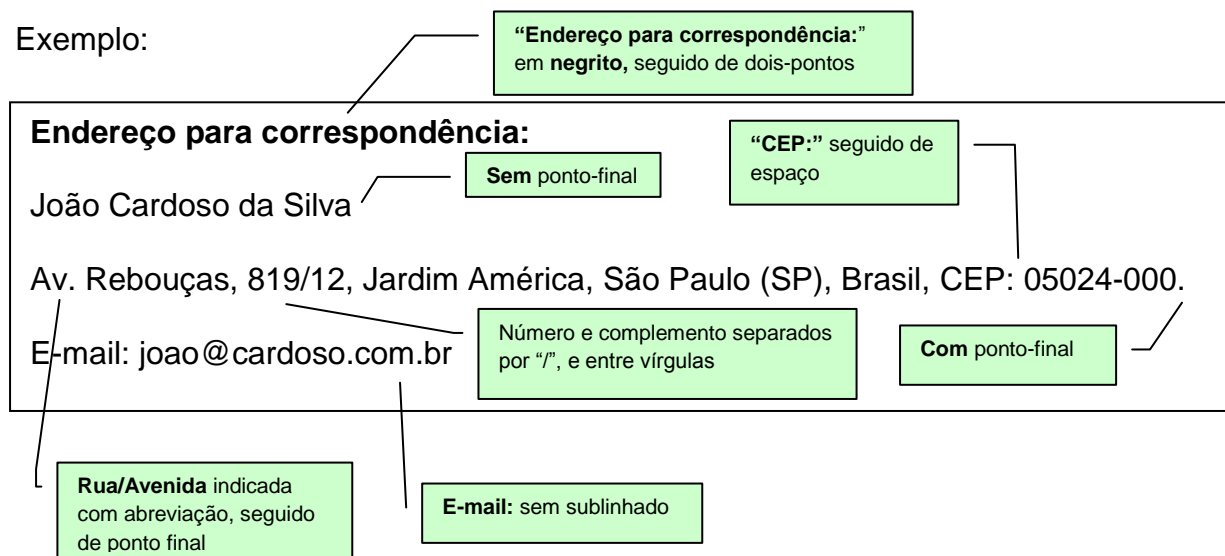 Exemplo:
“Endereço para correspondência:”
em negrito, seguido de dois-pontos
Endereço para correspondência:
“CEP:” seguido de
espaço
Sem ponto-final
João Cardoso da Silva
Av. Rebouças, 819/12, Jardim América, São Paulo (SP), Brasil, CEP: 05024-000.
Número e complemento separados
por “/”, e entre vírgulas
Com ponto-final
E-mail: joao@cardoso.com.br
Rua/Avenida indicada
com abreviação, seguido
de ponto final
E-mail: sem sublinhado